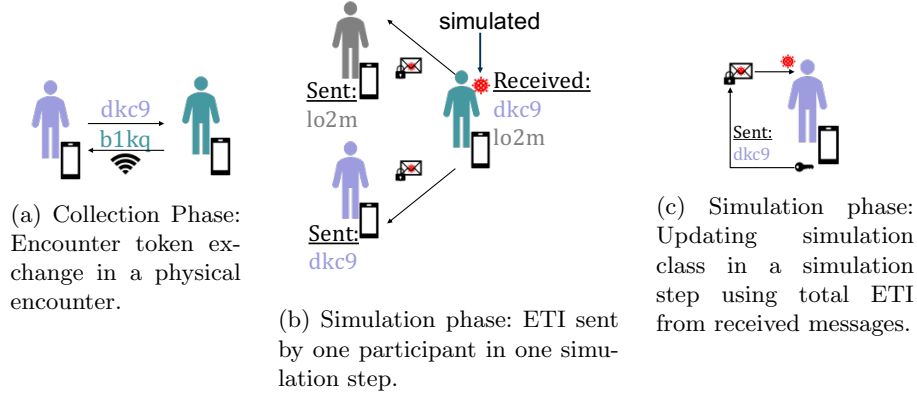 dkc9
b1kq
(a) Collection Phase:
Encounter token ex-
change in a physical
encounter.
simulated
Sent:
lo2m
Received:
dkc9
lo2m
Sent:
dkc9
(b) Simulation phase: ETI sent
by one participant in one simu-
lation step.
Sent:
dkc9
(c) Simulation phase:
Updating simulation
class in a simulation
step using total ETI
from received messages.